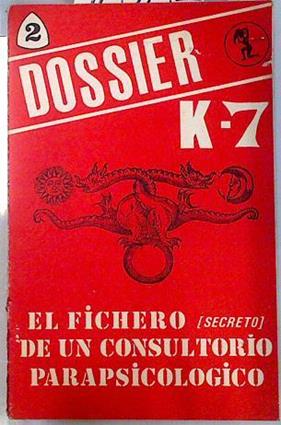 2
DOSSIER
K-7
EL FiCHERO [SECRETO]
DE UN CONSULTORiO
PARAPSiCOLOGiCO